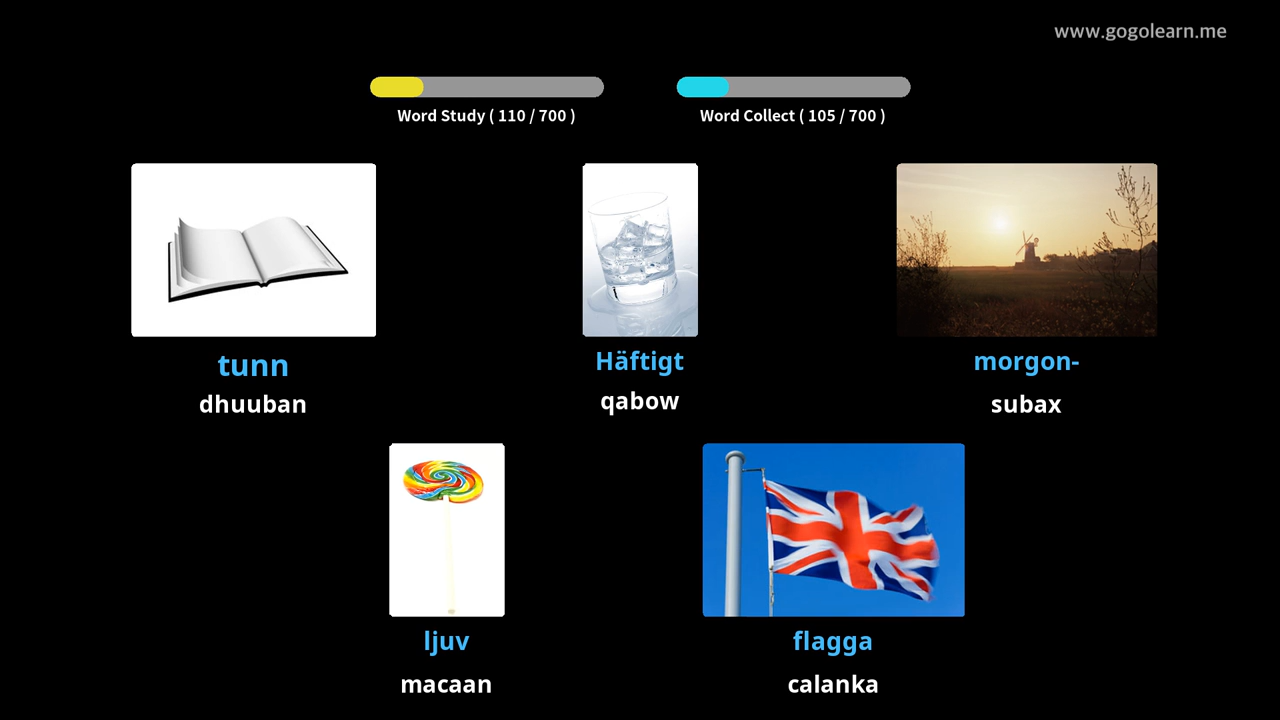 www.gogolearn.me
Word Study ( 110 / 700 )
Word Collect ( 105 / 700 )
tunn
dhuuban
Häftigt
qabow
morgon-
subax
ljuv
macaan
flagga
calanka